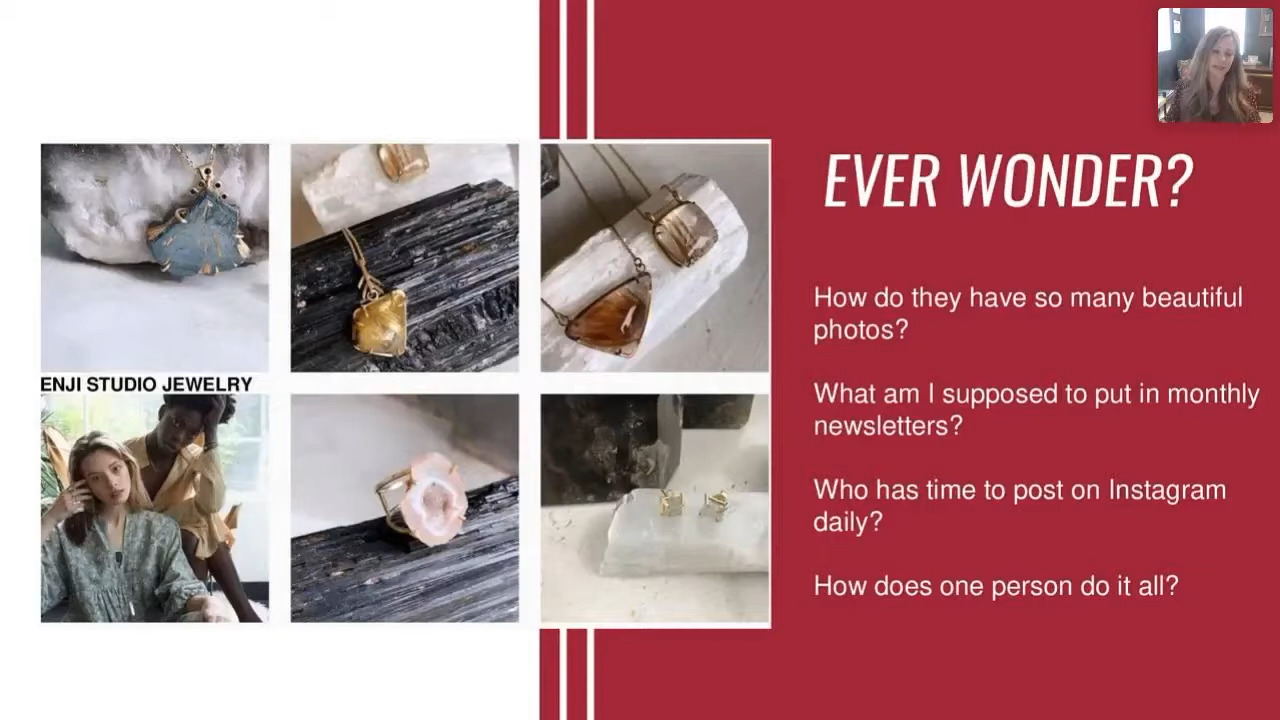 EVER WONDER?
How do they have so many beautiful
photos?
What am I supposed to put in monthly
newsletters?
Who has time to post on Instagram
daily?
How does one person do it all?
ENJI STUDIO JEWELRY